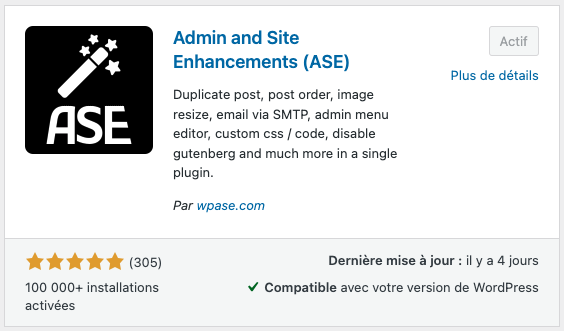 ASE
Admin and Site
Enhancements (ASE)
Actif
Plus de détails
Duplicate post, post order, image
resize, email via SMTP, admin menu
editor, custom css / code, disable
gutenberg and much more in a single
plugin.
Par wpase.com
(305)
100 000+ installations
activées
Dernière mise à jour : il y a 4 jours
Compatible avec votre version de WordPress